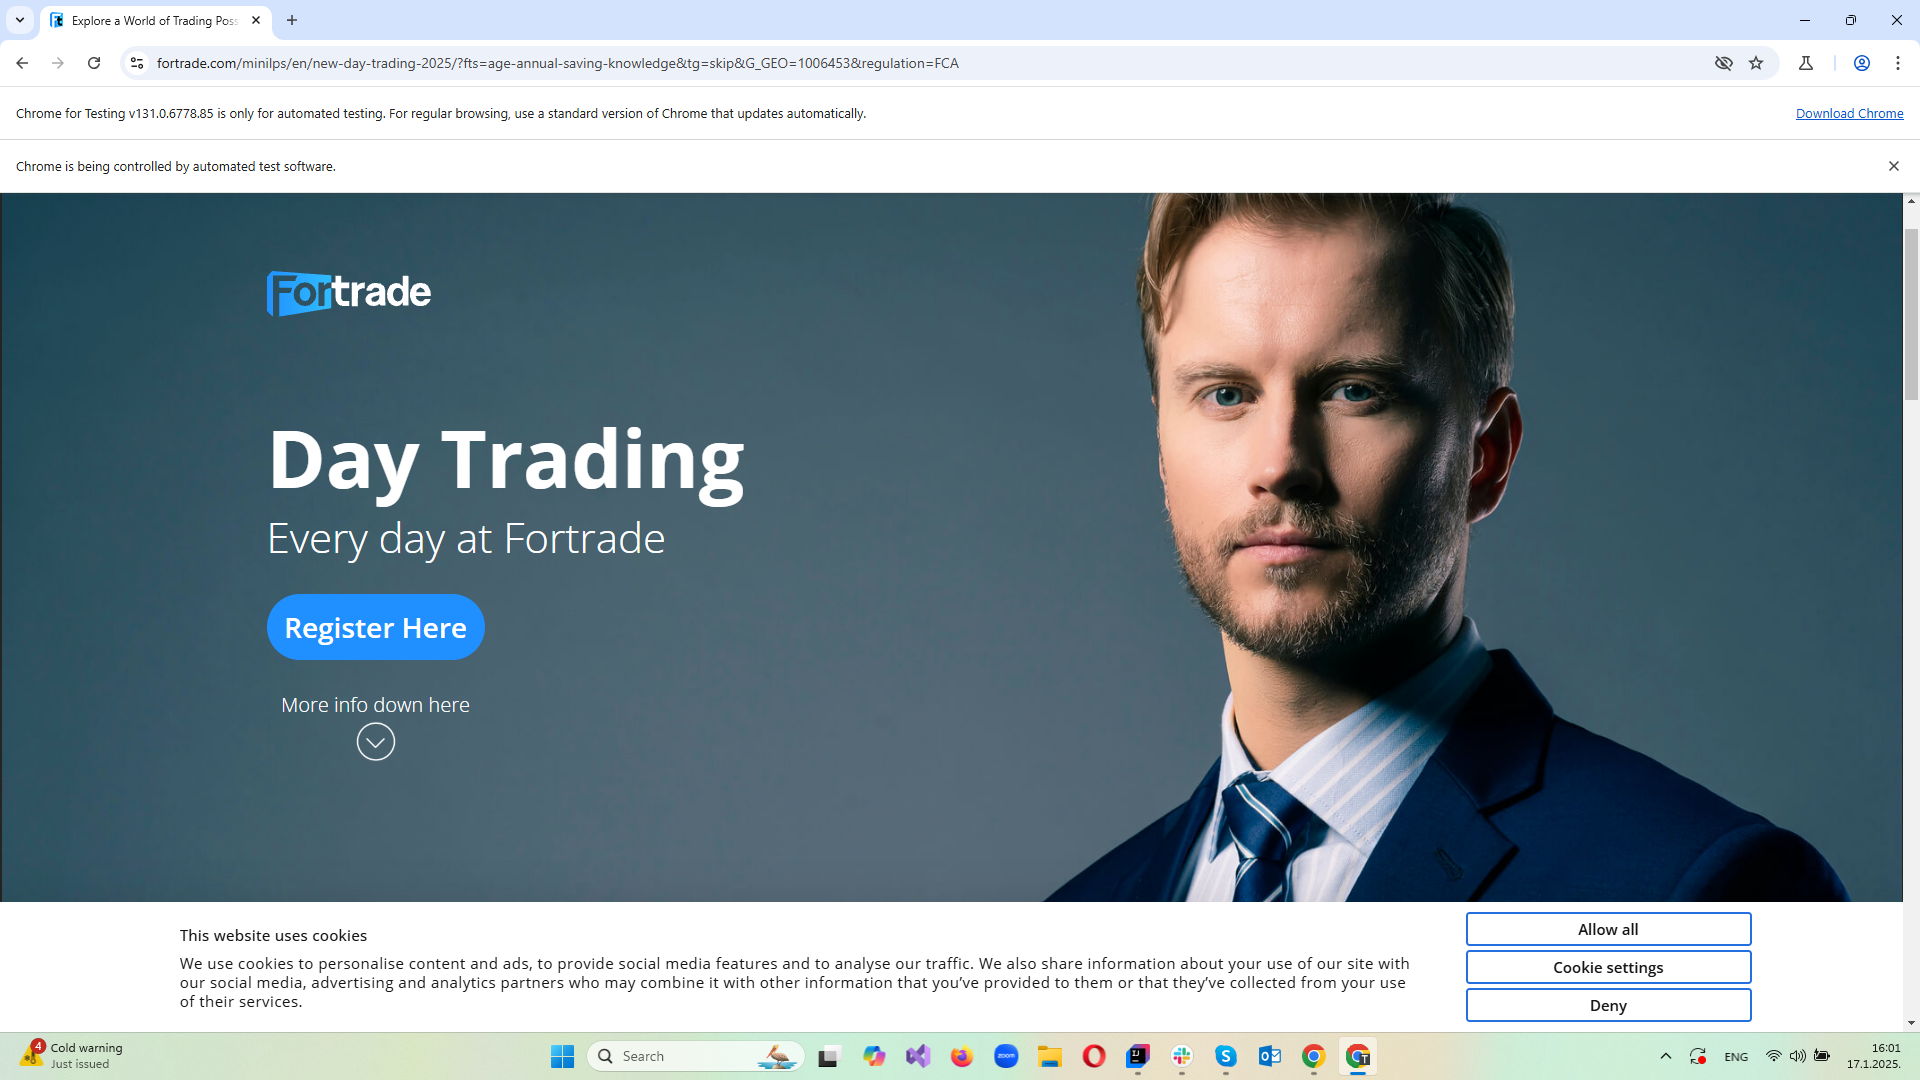 Explore a World of Trading Poss
fortrade.com/minilps/en/new-day-trading-2025/?fts=age-annual-saving-knowledge&tg=skip&G_GEO=1006453&regulation=FCA
Chrome for Testing v131.0.6778.85 is only for automated testing. For regular browsing, use a standard version of Chrome that updates automatically.
Download Chrome
Chrome is being controlled by automated test software.
Fortrade
Day Trading
Every day at Fortrade
Register Here
More info down here
This website uses cookies
We use cookies to personalise content and ads, to provide social media features and to analyse our traffic. We also share information about your use of our site with
our social media, advertising and analytics partners who may combine it with other information that you've provided to them or that they've collected from your use
of their services.
Allow all
Cookie settings
Deny
4
Cold warning
Just issued
Search
zoom
ENG
16:01
17.1.2025.